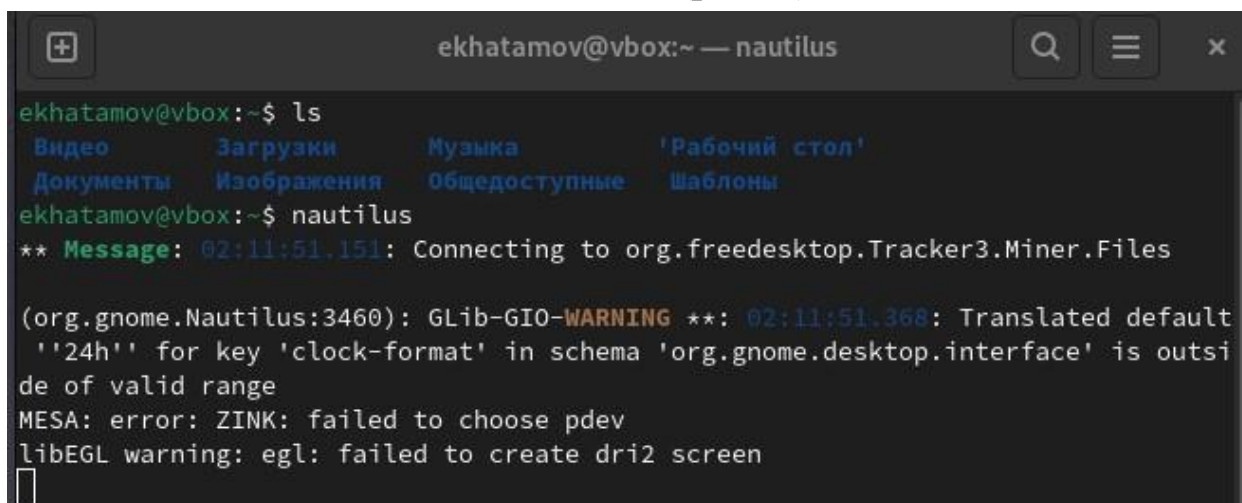 ekhatamov@vbox:~ — nautilus
ekhatamov@vbox:~$ ls
Видео Загрузки Музыка 'Рабочий стол'
Документы Изображения Общедоступные Шаблоны
ekhatamov@vbox:~$ nautilus
** Message: 02:11:51.151: Connecting to org.freedesktop.Tracker3.Miner.Files
(org.gnome.Nautilus:3460): GLib-GIO-WARNING **: 02:11:51.368: Translated default
''24h'' for key 'clock-format' in schema 'org.gnome.desktop.interface' is outsi
de of valid range
MESA: error: ZINK: failed to choose pdev
libEGL warning: egl: failed to create dri2 screen